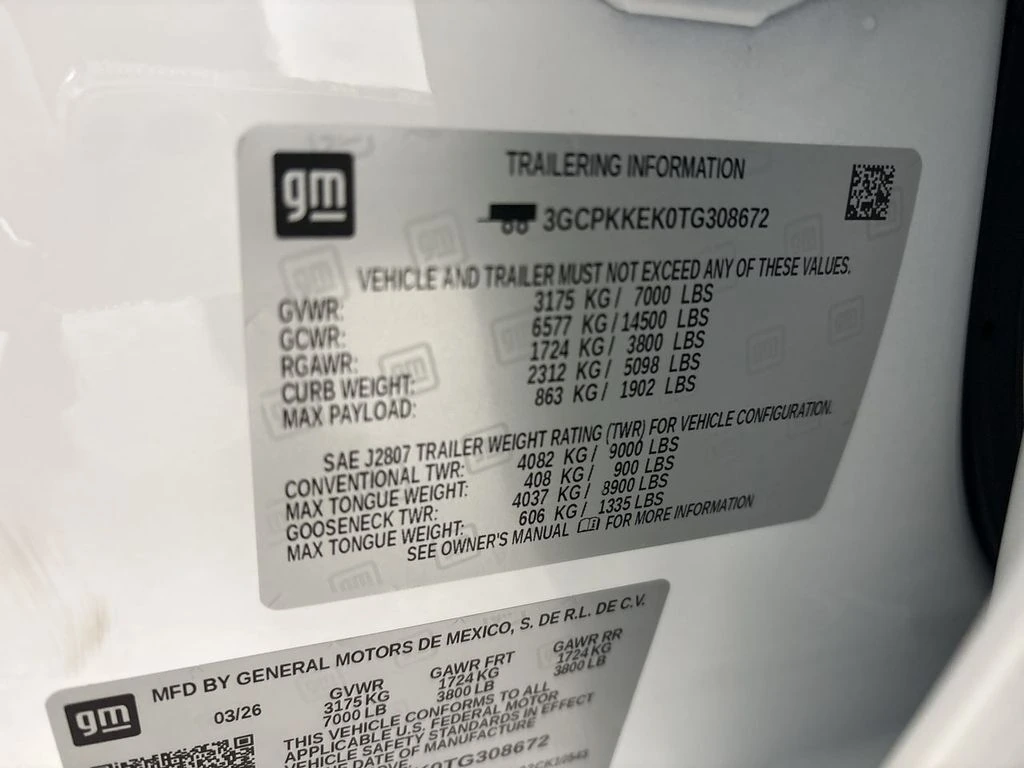 gm
TRAILERING INFORMATION
3GCPKKEK0TG308672
VEHICLE AND TRAILER MUST NOT EXCEED ANY OF THESE VALUES.
GVWR: 3175 KG/ 7000 LBS
GCWR: 6577 KG/14500 LBS
RGAWR: 1724 KG/ 3800 LBS
CURB WEIGHT: 2312 KG/ 5098 LBS
MAX PAYLOAD: 863 KG/ 1902 LBS
SAE J2807 TRAILER WEIGHT RATING (TWR) FOR VEHICLE CONFIGURATION.
CONVENTIONAL TWR: 4082 KG/ 9000 LBS
MAX TONGUE WEIGHT: 408 KG/ 900 LBS
GOOSENECK TWR: 4037 KG/ 8900 LBS
MAX TONGUE WEIGHT: 606 KG/ 1335 LBS
SEE OWNER'S MANUAL FOR MORE INFORMATION
gm
MFD BY GENERAL MOTORS DE MEXICO, S. DE R.L. DE C.V.
03/26 GVWR GAWR FRT GAWR RR
3175 KG 1724 KG 1724 KG
7000 LB 3800 LB 3800 LB
THIS VEHICLE CONFORMS TO ALL
APPLICABLE U.S. FEDERAL MOTOR
VEHICLE SAFETY STANDARDS IN EFFECT
DATE OF MANUFACTURE
K0TG308672